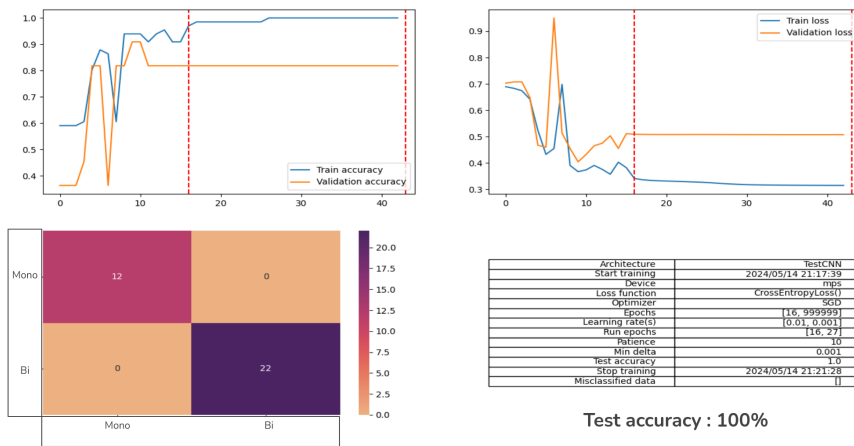 1.0
0.9
0.8
0.7
0.6
0.5
0.4
0 10 20 30 40
Train accuracy
Validation accuracy
0.9
0.8
0.7
0.6
0.5
0.4
0.3
0 10 20 30 40
Train loss
Validation loss
Mono
Bi
12 0
0 22
Mono Bi
20.0
17.5
15.0
12.5
10.0
7.5
5.0
2.5
0.0
Architecture TestCNN
Start training 2024/05/14 21:17:39
Device mps
Loss function CrossEntropyLoss()
Optimizer SGD
Epochs [16, 999999]
Learning rate(s) [0.01, 0.001]
Run epochs [16, 27]
Patience 10
Min delta 0.001
Test accuracy 1.0
Stop training 2024/05/14 21:21:28
Misclassified data []
Test accuracy : 100%